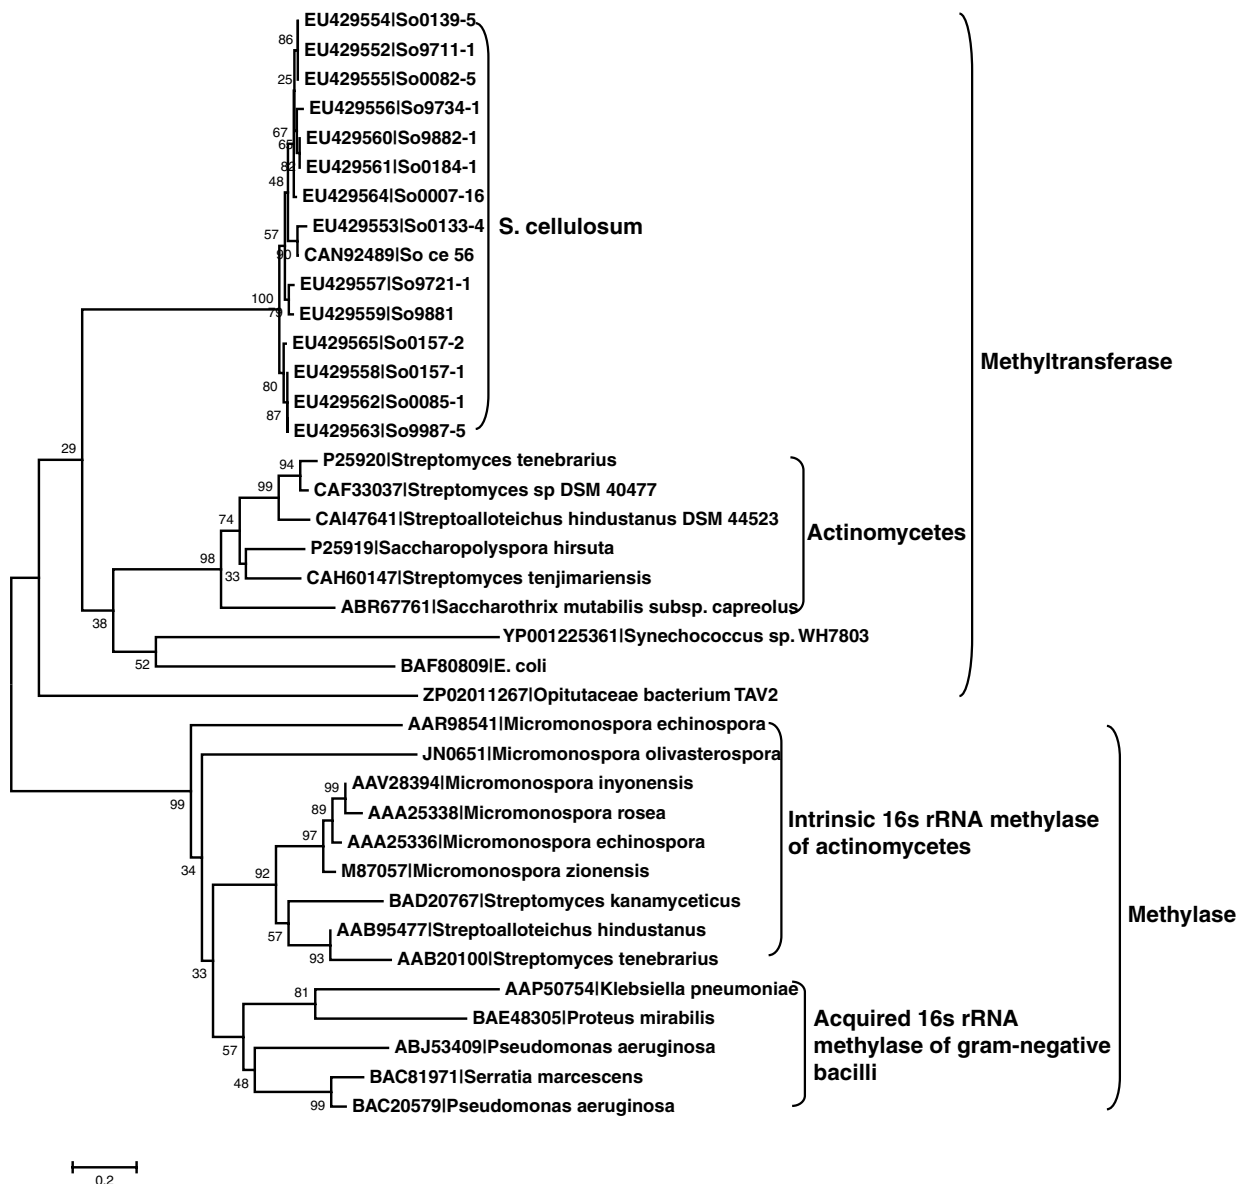 EU429554|So0139-5
86
EU429552|So9711-1
25
EU429555|So0082-5
EU429556|So9734-1
67
EU429560|So9882-1
65
EU429561|So0184-1
82
48
EU429564|So0007-16
EU429553|So0133-4
S. cellulosum
57
CAN92489|So ce 56
90
EU429557|So9721-1
100
EU429559|So9881
79
EU429565|So0157-2
Methyltransferase
EU429558|So0157-1
80
EU429562|So0085-1
87
EU429563|So9987-5
29
P25920|Streptomyces tenebrarius
94
CAF33037|Streptomyces sp DSM 40477
99
CAI47641|Streptoalloteichus hindustanus DSM 44523
74
Actinomycetes
P25919|Saccharopolyspora hirsuta
98
CAH60147|Streptomyces tenjimariensis
33
ABR67761|Saccharothrix mutabilis subsp. capreolus
38
YP001225361|Synechococcus sp. WH7803
BAF80809|E. coli
52
ZP02011267|Opitutaceae bacterium TAV2
AAR98541|Micromonospora echinospora
JN0651|Micromonospora olivasterospora
AAV28394|Micromonospora inyonensis
99
99
AAA25338|Micromonospora rosea
89
Intrinsic 16s rRNA methylase
of actinomycetes
97
AAA25336|Micromonospora echinospora
34
M87057|Micromonospora zionensis
92
BAD20767|Streptomyces kanamyceticus
Methylase
AAB95477|Streptoalloteichus hindustanus
57
AAB20100|Streptomyces tenebrarius
93
33
AAP50754|Klebsiella pneumoniae
81
BAE48305|Proteus mirabilis
Acquired 16s rRNA
methylase of gram-negative
bacilli
ABJ53409|Pseudomonas aeruginosa
57
BAC81971|Serratia marcescens
48
BAC20579|Pseudomonas aeruginosa
99
0.2